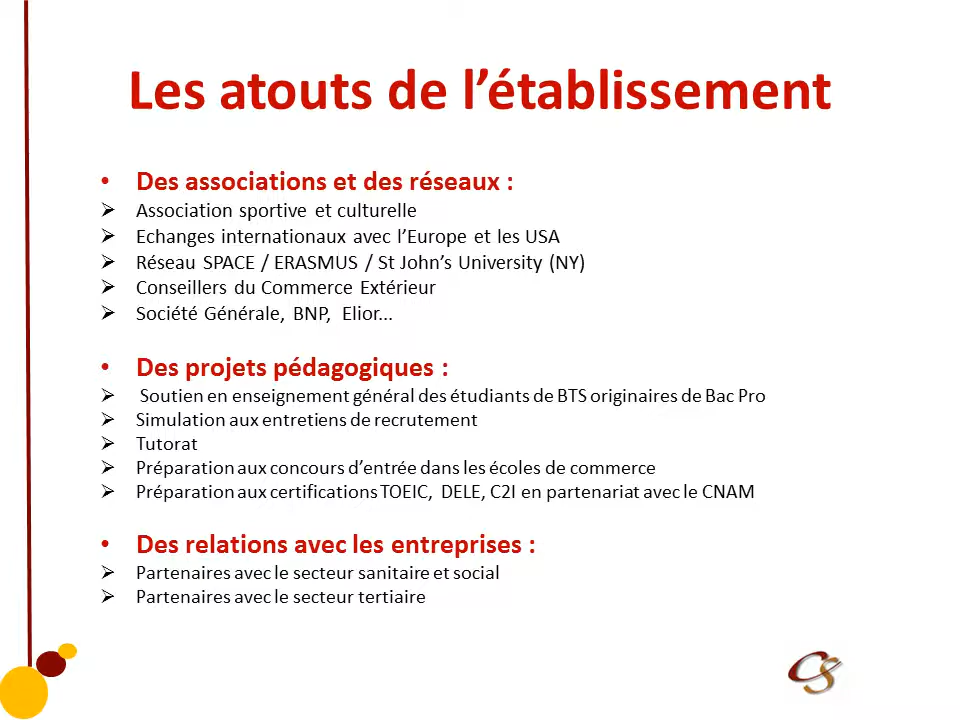 Les atouts de l’établissement
• Des associations et des réseaux :
➢ Association sportive et culturelle
➢ Echanges internationaux avec l’Europe et les USA
➢ Réseau SPACE / ERASMUS / St John’s University (NY)
➢ Conseillers du Commerce Extérieur
➢ Société Générale, BNP, Elior...
• Des projets pédagogiques :
➢ Soutien en enseignement général des étudiants de BTS originaires de Bac Pro
➢ Simulation aux entretiens de recrutement
➢ Tutorat
➢ Préparation aux concours d’entrée dans les écoles de commerce
➢ Préparation aux certifications TOEIC, DELE, C2I en partenariat avec le CNAM
• Des relations avec les entreprises :
➢ Partenaires avec le secteur sanitaire et social
➢ Partenaires avec le secteur tertiaire
CS